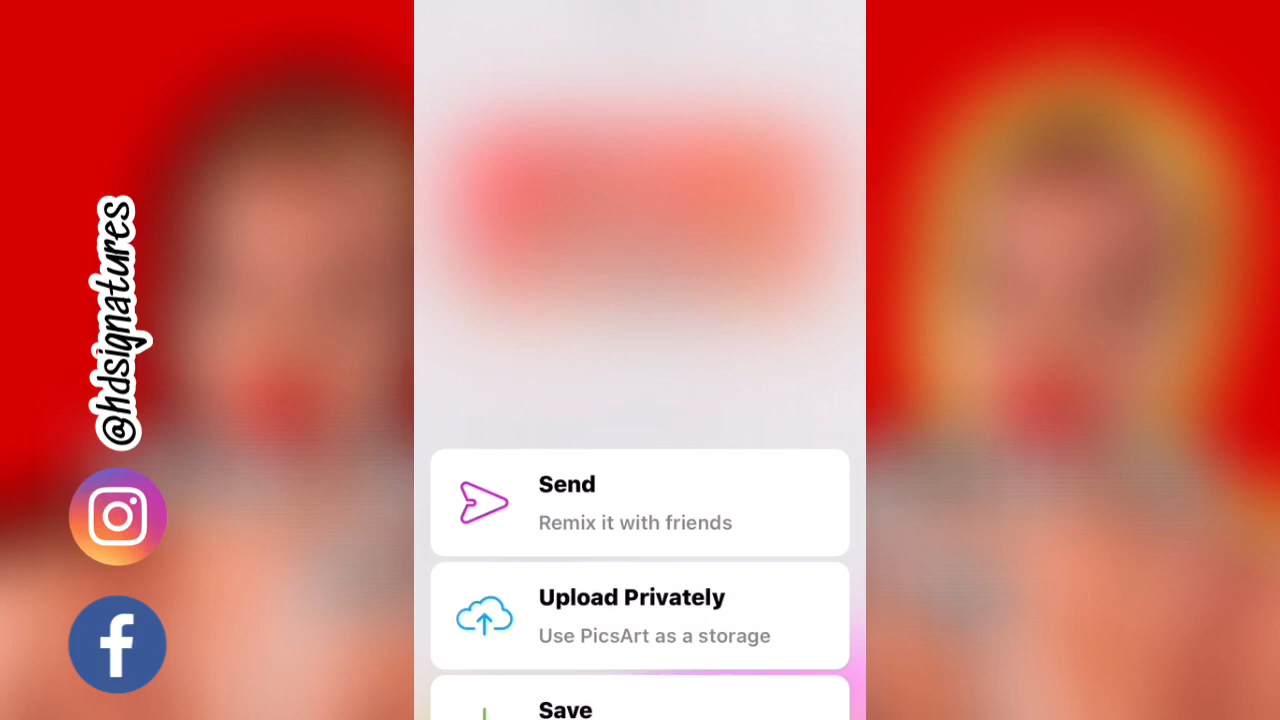 @hdsignatures
Send
Remix it with friends
Upload Privately
Use PicsArt as a storage
Save